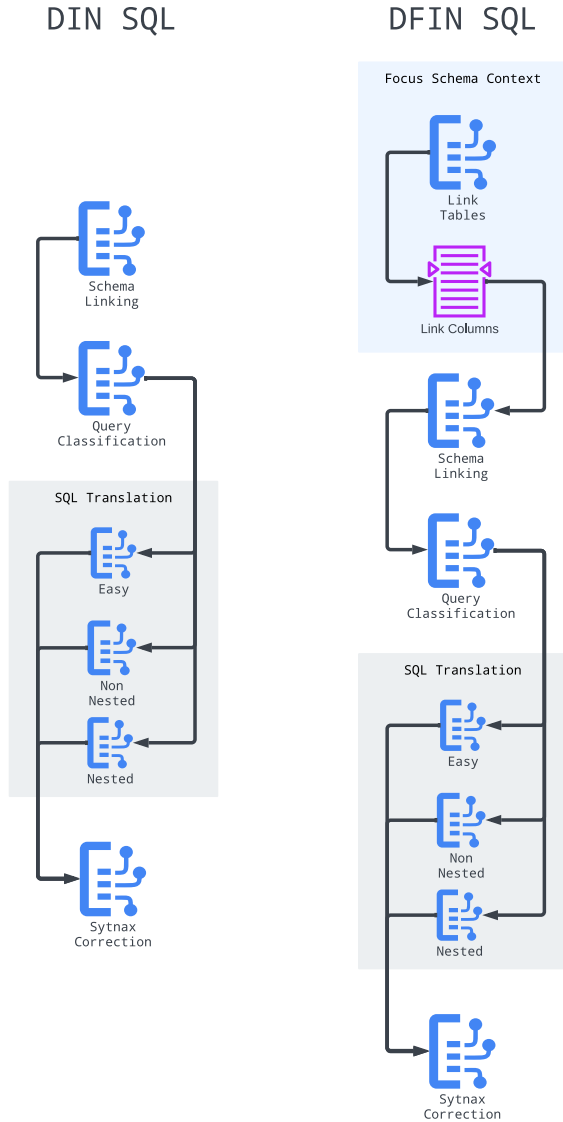 DIN SQL
Schema
Linking
Query
Classification
SQL Translation
Easy
Non
Nested
Nested
Sytnax
Correction
DFIN SQL
Focus Schema Context
Link
Tables
Link Columns
Schema
Linking
Query
Classification
SQL Translation
Easy
Non
Nested
Nested
Sytnax
Correction